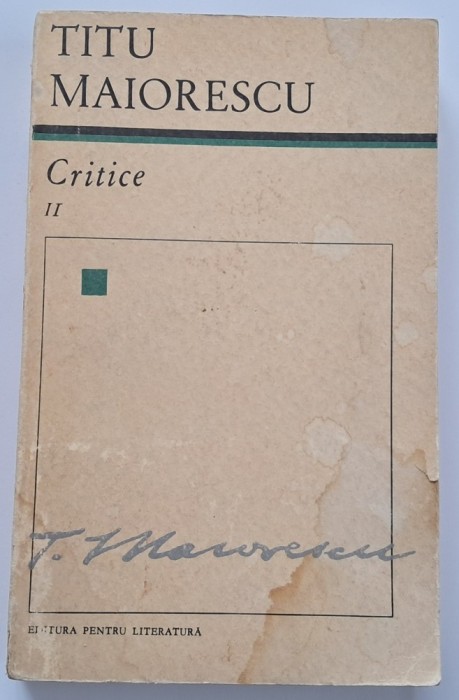 TITU
MAIORESCU
Critice
II
T. Maiorescu
EDITURA PENTRU LITERATURĂ